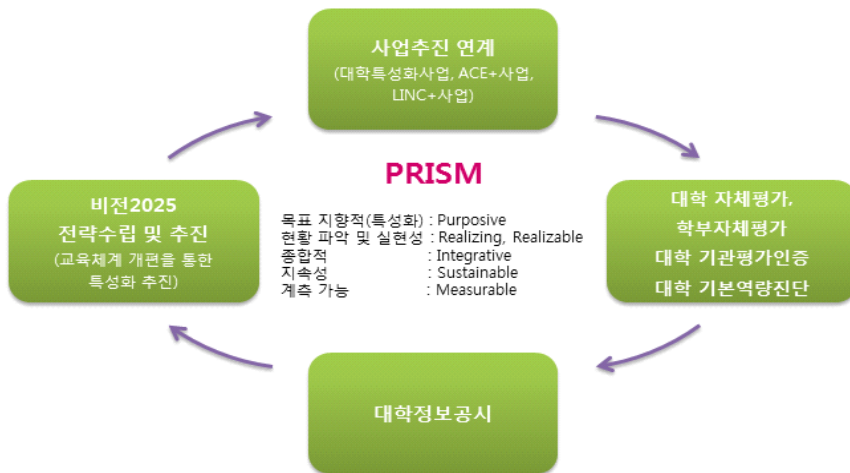 사업추진 연계
(대학특성화사업, ACE+사업,
LINC+사업)
PRISM
목표 지향적(특성화) : Purposive
현황 파악 및 실현성 : Realizing, Realizable
종합적 : Integrative
지속성 : Sustainable
계측 가능 : Measurable
비전2025
전략수립 및 추진
(교육체계 개편을 통한
특성화 추진)
대학 자체평가,
학부자체평가
대학 기관평가인증
대학 기본역량진단
대학정보공시